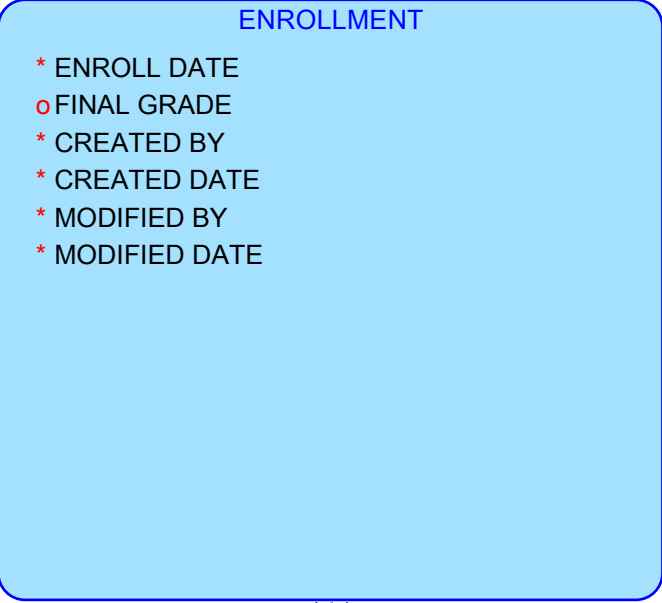 ENROLLMENT
* ENROLL DATE
o FINAL GRADE
* CREATED BY
* CREATED DATE
* MODIFIED BY
* MODIFIED DATE